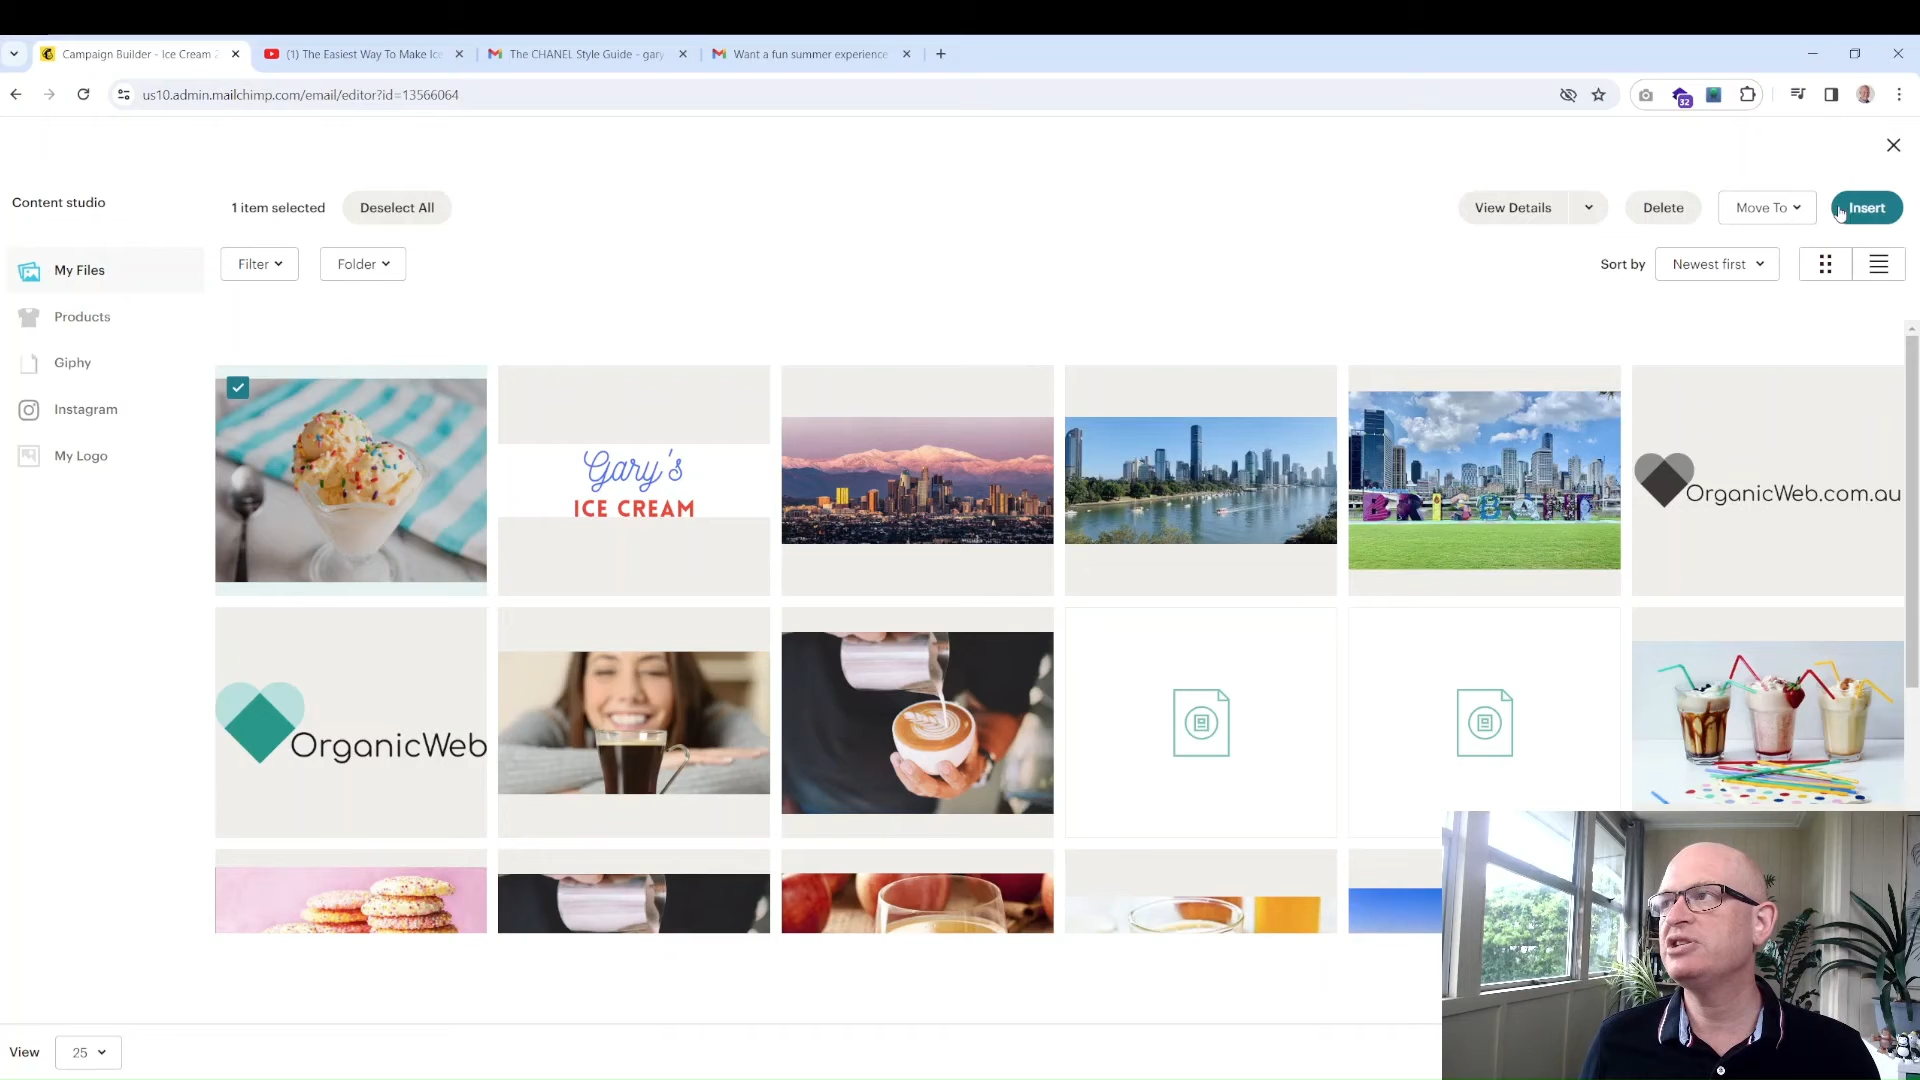 Campaign Builder - Ice Cream 2
(1) The Easiest Way To Make Ice
The CHANEL Style Guide - gary
Want a fun summer experience
us10.admin.mailchimp.com/email/editor?id=13566064
32
Content studio
1 item selected
Deselect All
View Details
Delete
Move To
Insert
My Files
Filter
Folder
Sort by
Newest first
Products
Giphy
Instagram
My Logo
Gary's
ICE CREAM
BRISBANE
OrganicWeb.com.au
OrganicWeb
View
25